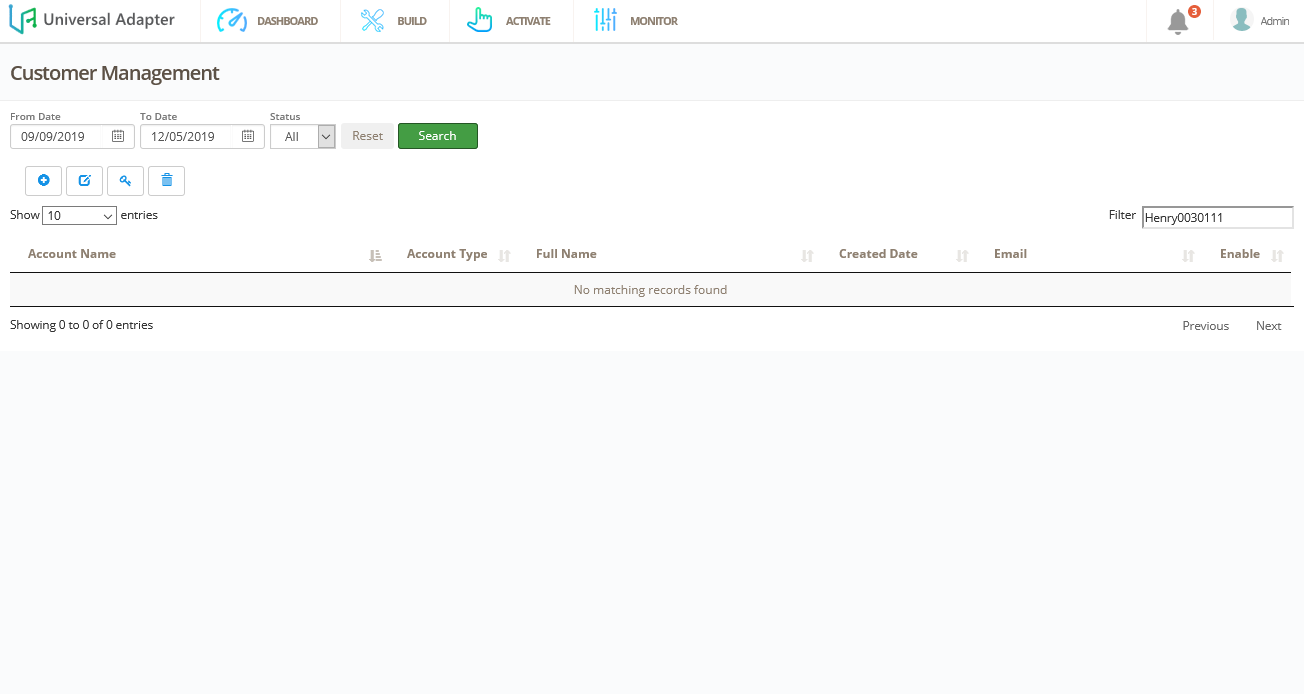 Universal Adapter DASHBOARD BUILD ACTIVATE MONITOR 3 Admin
Customer Management
From Date To Date Status
09/09/2019 12/05/2019 All Reset Search
Show 10 entries Filter Henry0030111
Account Name Account Type Full Name Created Date Email Enable
No matching records found
Showing 0 to 0 of 0 entries Previous Next